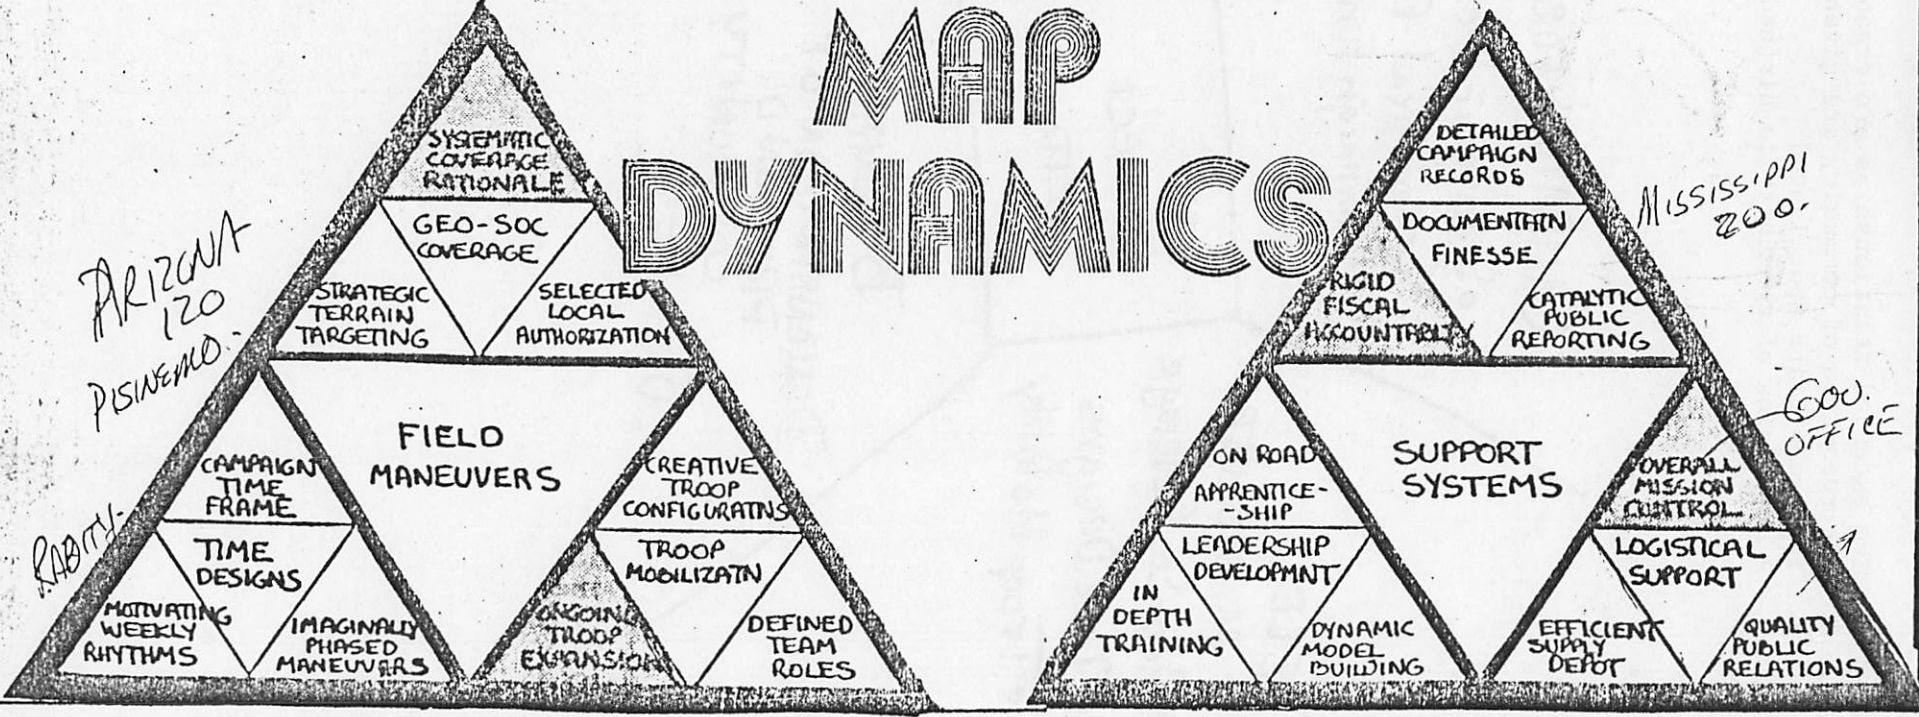 MAP
DYNAMICS
SYSTEMATIC
COVERAGE
RATIONALE
GEO-SOC
COVERAGE
STRATEGIC
TERRAIN
TARGETING
SELECTED
LOCAL
AUTHORIZATION
FIELD
MANEUVERS
CAMPAIGN
TIME
FRAME
TIME
DESIGNS
MOTIVATING
WEEKLY
RHYTHMS
IMAGINALLY
PHASED
MANEUVERS
CREATIVE
TROOP
CONFIGURATNS
TROOP
MOBILIZATN
ONGOING
TROOP
EXPANSION
DEFINED
TEAM
ROLES
ARIZONA
120
PISINEMO.
DETAILED
CAMPAIGN
RECORDS
DOCUMENTATN
FINESSE
RIGID
FISCAL
ACCOUNTABLTY
CATALYTIC
PUBLIC
REPORTING
SUPPORT
SYSTEMS
ON ROAD
APPRENTICE-
-SHIP
LEADERSHIP
DEVELOPMNT
IN
DEPTH
TRAINING
DYNAMIC
MODEL
BUILDING
OVERALL
MISSION
CONTROL
LOGISTICAL
SUPPORT
EFFICIENT
SUPPLY
DEPOT
QUALITY
PUBLIC
RELATIONS
MISSISSIPPI
200.
OFFICE